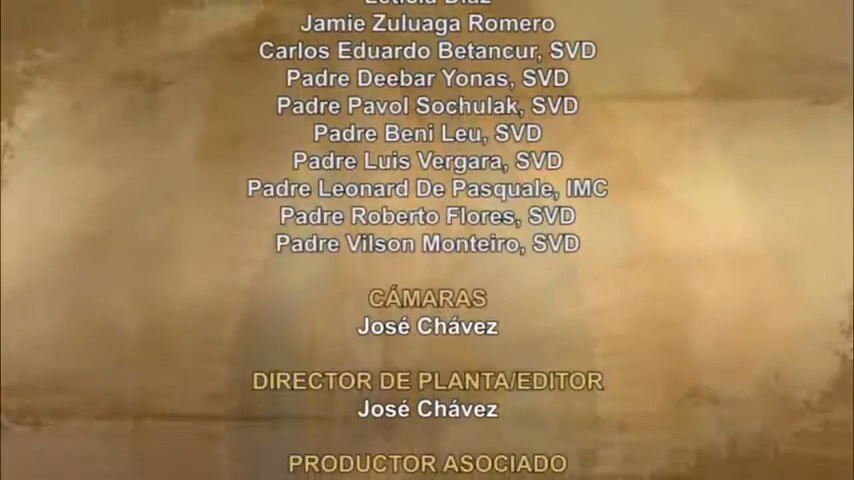 Leticia Díaz
Jamie Zuluaga Romero
Carlos Eduardo Betancur, SVD
Padre Deebar Yonas, SVD
Padre Pavol Sochulak, SVD
Padre Beni Leu, SVD
Padre Luis Vergara, SVD
Padre Leonard De Pasquale, IMC
Padre Roberto Flores, SVD
Padre Vilson Monteiro, SVD
CÁMARAS
José Chávez
DIRECTOR DE PLANTA/EDITOR
José Chávez
PRODUCTOR ASOCIADO